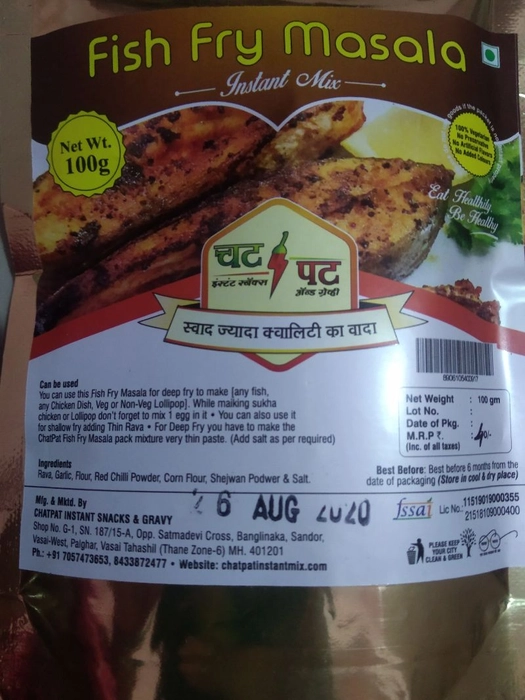 Fish Fry Masala
Instant Mix
Net Wt.
100g
100% Vegetarian
No Preservative
No Artificial Flavors
No Added Colours
Eat Healthily
Be Healthy
चट पट
इंस्टंट स्नॅक्स अ‍ॅन्ड ग्रेव्ही
स्वाद ज्यादा क्वालिटी का वादा
Can be used
You can use this Fish Fry Masala for deep fry to make [any fish,
any Chicken Dish, Veg or Non-Veg Lollipop]. While making sukha
chicken or Lollipop don't forget to mix 1 egg in it • You can also use it
for shallow fry adding Thin Rava • For Deep Fry you have to make the
ChatPat Fish Fry Masala pack mixture very thin paste. (Add salt as per required)
Net Weight : 100 gm
Lot No. :
Date of Pkg. :
M.R.P ₹. : 40/-
(Inc. of all taxes)
Ingredients
Rava, Garlic, Flour, Red Chilli Powder, Corn Flour, Shejwan Podwer & Salt.
Best Before: Best before 6 months from the
date of packaging (Store in cool & dry place)
6 AUG 2020
Mfg. & Mktd. By
CHATPAT INSTANT SNACKS & GRAVY
Shop No. G-1, SN. 187/15-A, Opp. Satmadevi Cross, Banglinaka, Sandor,
Vasai-West, Palghar, Vasai Tahashil (Thane Zone-6) MH. 401201
Ph.: +91 7057473653, 8433872477 • Website: chatpatinstantmix.com
fssai Lic No.: 11519019000355
21518109000400
PLEASE KEEP
YOUR CITY
CLEAN & GREEN